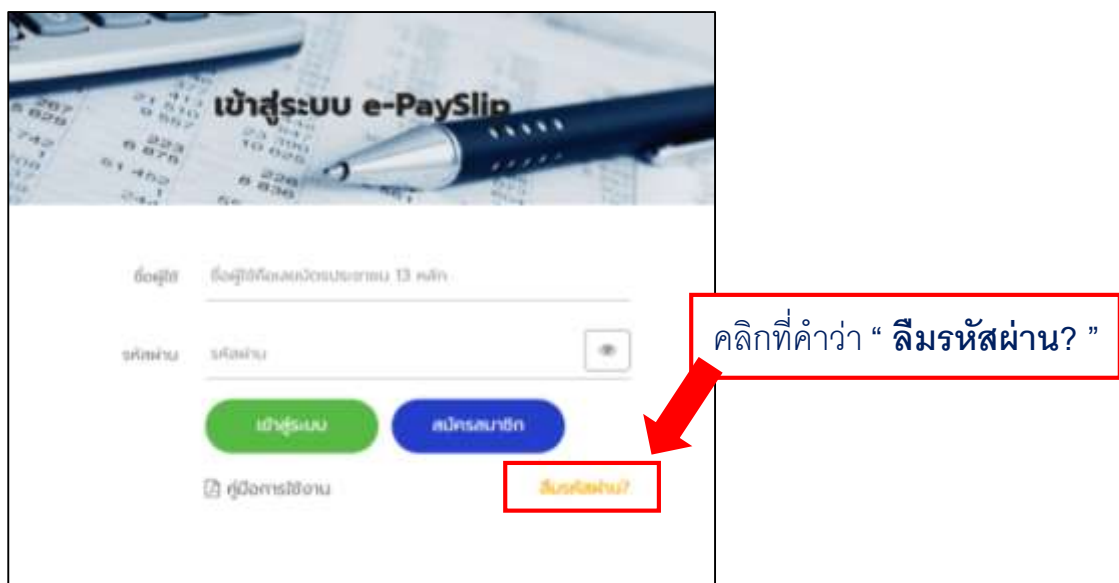 เข้าสู่ระบบ e-PaySlip
ชื่อผู้ใช้ ชื่อผู้ใช้คือเลขบัตรประชาชน 13 หลัก
คลิกที่คำว่า “ ลืมรหัสผ่าน? ”
รหัสผ่าน รหัสผ่าน
เข้าสู่ระบบ สมัครสมาชิก
คู่มือการใช้งาน ลืมรหัสผ่าน?